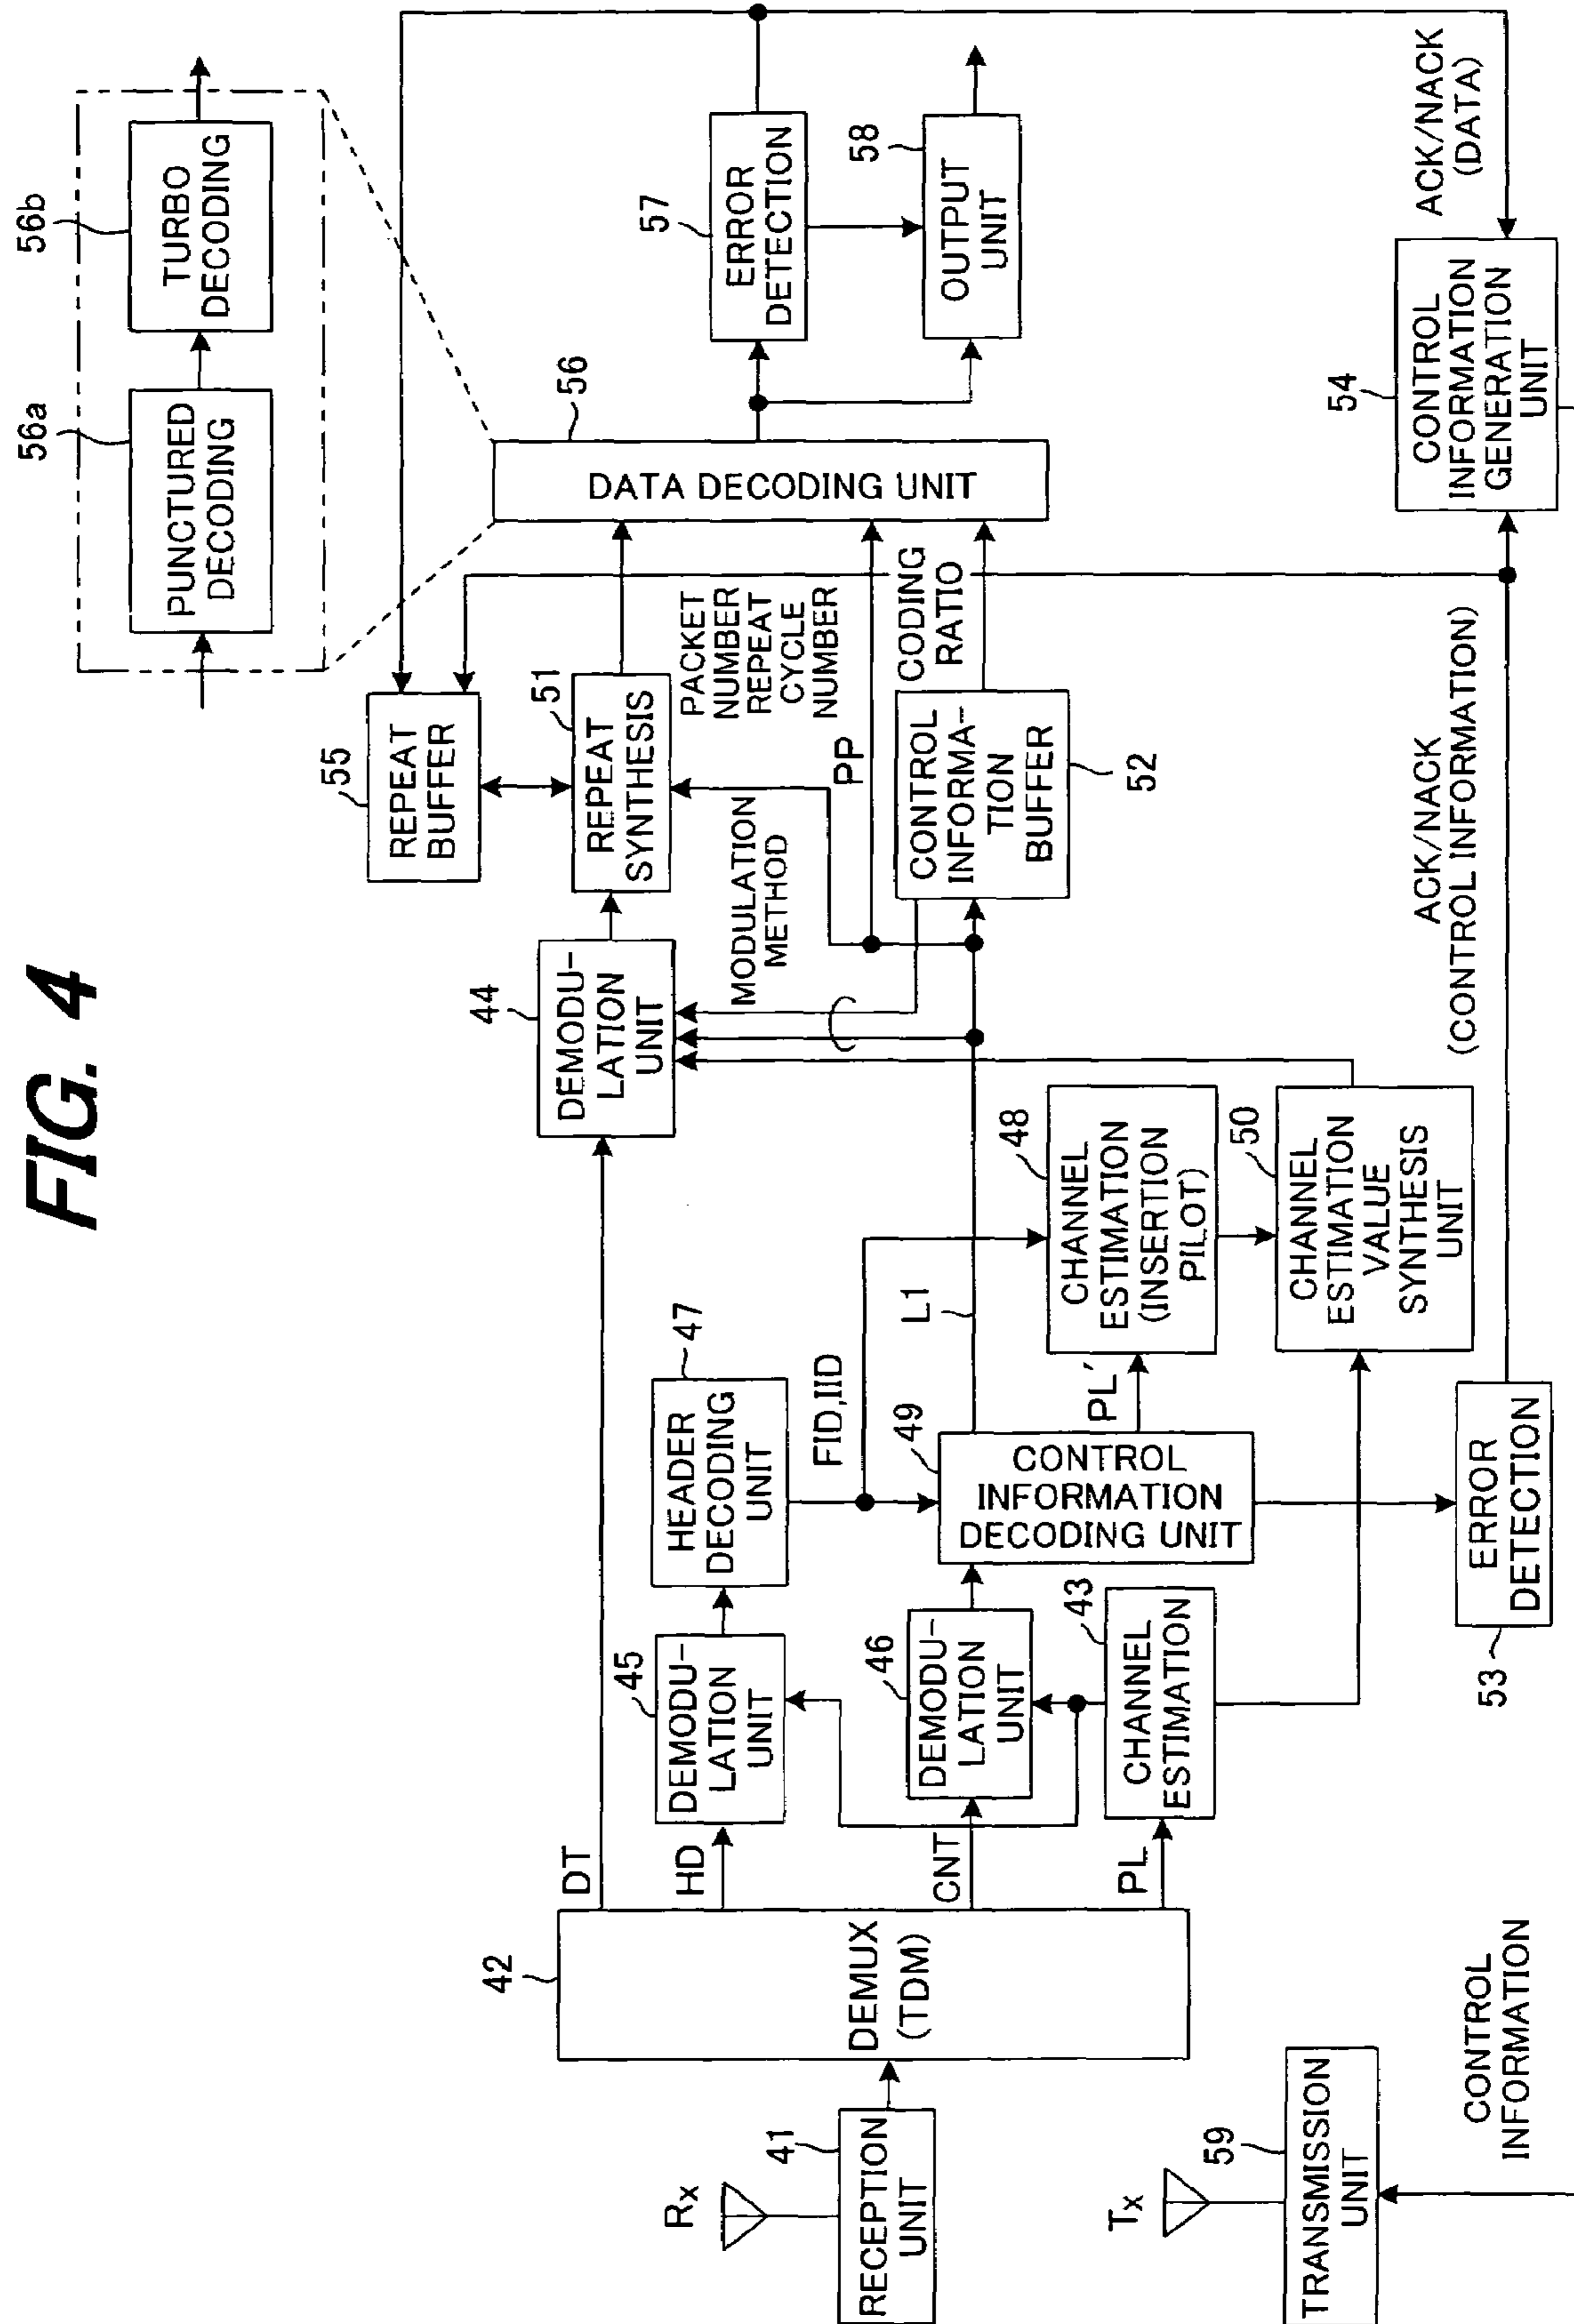 FIG. 4
56a
PUNCTURED
DECODING
56b
TURBO
DECODING
55
REPEAT
BUFFER
51
REPEAT
SYNTHESIS
44
DEMODU-
LATION
UNIT
MODULATION
METHOD
PACKET
NUMBER
REPEAT
CYCLE
NUMBER
PP
CODING
RATIO
56
DATA DECODING UNIT
57
ERROR
DETECTION
58
OUTPUT
UNIT
CONTROL
INFORMA-
TION
BUFFER
52
DT
HD
CNT
PL
42
DEMUX
(TDM)
45
DEMODU-
LATION
UNIT
47
HEADER
DECODING
UNIT
FID,IID
L1
46
DEMODU-
LATION
UNIT
49
CONTROL
INFORMATION
DECODING UNIT
PL'
48
CHANNEL
ESTIMATION
(INSERTION
PILOT)
43
CHANNEL
ESTIMATION
50
CHANNEL
ESTIMATION
VALUE
SYNTHESIS
UNIT
ERROR
DETECTION
53
ACK/NACK
(CONTROL INFORMATION)
ACK/NACK
(DATA)
54
CONTROL
INFORMATION
GENERATION
UNIT
Rx
41
RECEPTION
UNIT
Tx
59
TRANSMISSION
UNIT
CONTROL
INFORMATION